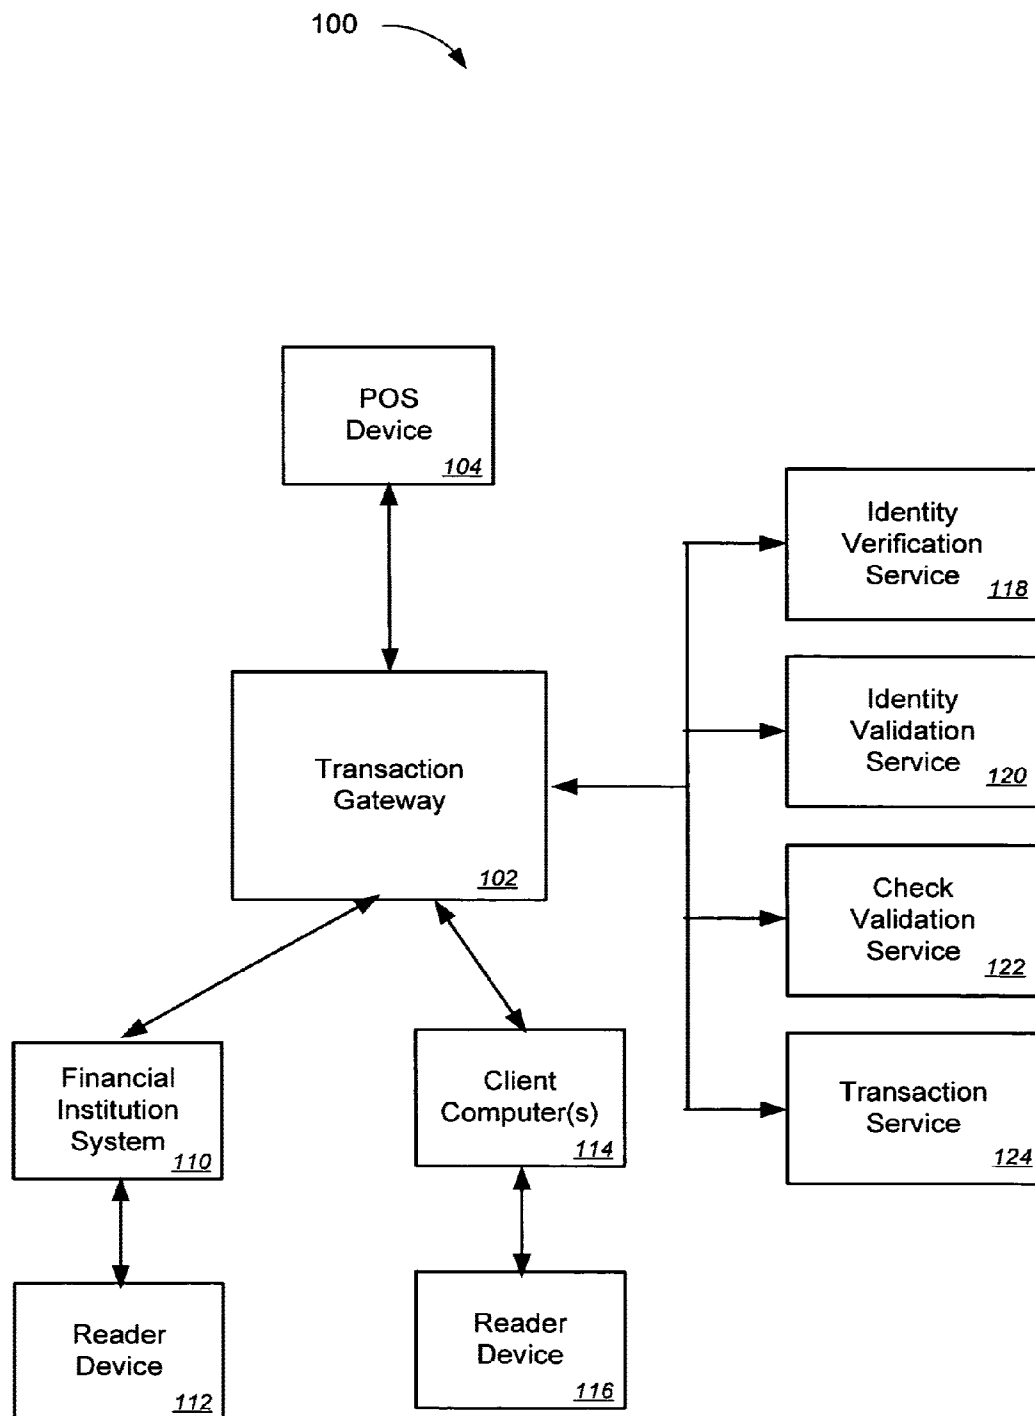 100
POS
Device
104
Identity
Verification
Service
118
Identity
Validation
Service
120
Transaction
Gateway
102
Check
Validation
Service
122
Financial
Institution
System
110
Client
Computer(s)
114
Transaction
Service
124
Reader
Device
112
Reader
Device
116